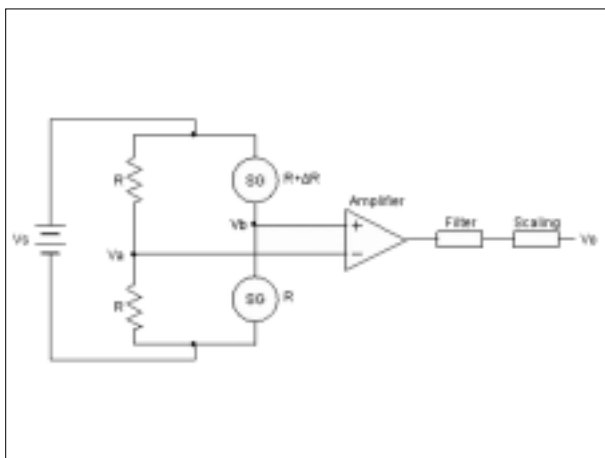 R
SG
R+ΔR
Amplifier
Vb
+
Filter
Scaling
Vs
Va
−
Vo
R
SG
R